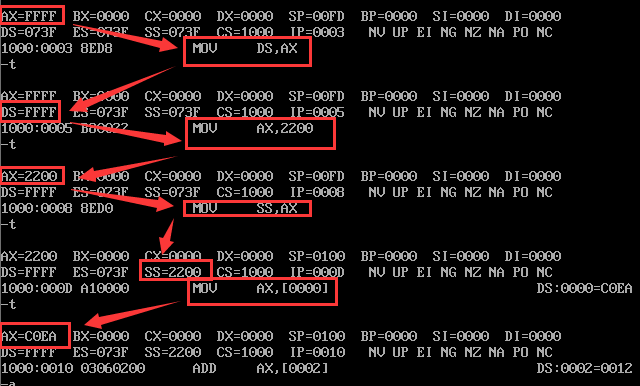 AX=FFFF BX=0000 CX=0000 DX=0000 SP=00FD BP=0000 SI=0000 DI=0000
DS=073F ES=073F SS=073F CS=1000 IP=0003 NV UP EI NG NZ NA PO NC
1000:0003 8ED8 MOV DS,AX
-t
AX=FFFF BX=0000 CX=0000 DX=0000 SP=00FD BP=0000 SI=0000 DI=0000
DS=FFFF ES=073F SS=073F CS=1000 IP=0005 NV UP EI NG NZ NA PO NC
1000:0005 B80022 MOV AX,2200
-t
AX=2200 BX=0000 CX=0000 DX=0000 SP=00FD BP=0000 SI=0000 DI=0000
DS=FFFF ES=073F SS=073F CS=1000 IP=0008 NV UP EI NG NZ NA PO NC
1000:0008 8ED0 MOV SS,AX
-t
AX=2200 BX=0000 CX=0000 DX=0000 SP=0100 BP=0000 SI=0000 DI=0000
DS=FFFF ES=073F SS=2200 CS=1000 IP=000D NV UP EI NG NZ NA PO NC
1000:000D A10000 MOV AX,[0000] DS:0000=C0EA
-t
AX=C0EA BX=0000 CX=0000 DX=0000 SP=0100 BP=0000 SI=0000 DI=0000
DS=FFFF ES=073F SS=2200 CS=1000 IP=0010 NV UP EI NG NZ NA PO NC
1000:0010 03060200 ADD AX,[0002] DS:0002=0012
-a